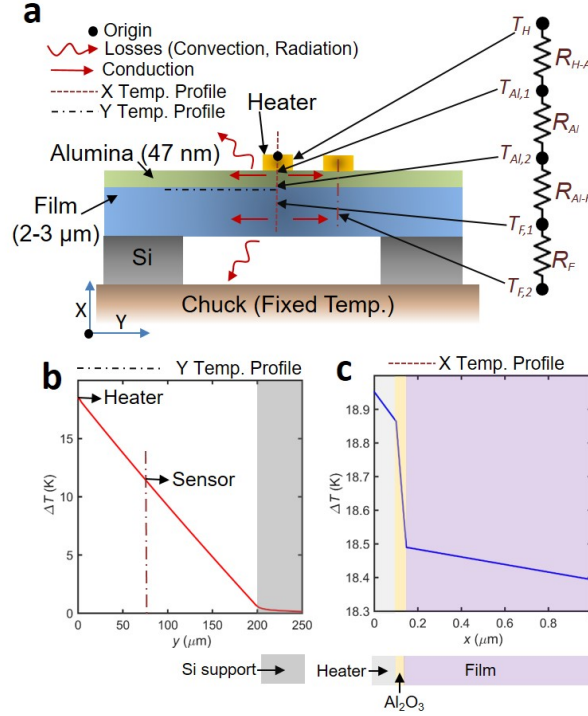 a
Origin
Losses (Convection, Radiation)
Conduction
X Temp. Profile
Y Temp. Profile
Heater
Alumina (47 nm)
Film
(2-3 μm)
Si
Chuck (Fixed Temp.)
X
Y
T_H
R_H-A
T_Al,1
R_Al
T_Al,2
R_Al-F
T_F,1
R_F
T_F,2
Y Temp. Profile
b
Heater
Sensor
ΔT (K)
15
10
5
0
0 50 100 150 200 250
y (μm)
Si support
X Temp. Profile
c
ΔT (K)
18.9
18.8
18.7
18.6
18.5
18.4
18.3
0 0.2 0.4 0.6 0.8
x (μm)
Heater
Film
Al₂O₃